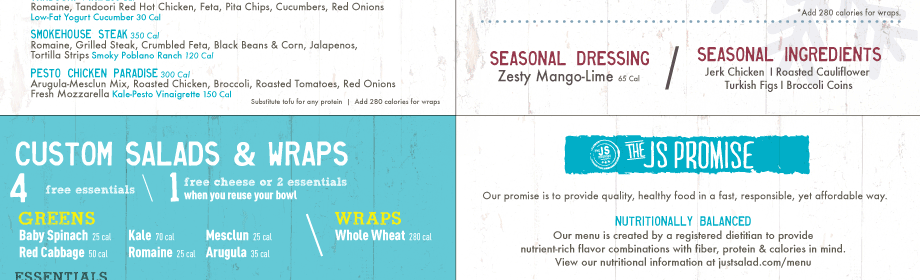 Romaine, Tandoori Red Hot Chicken, Feta, Pita Chips, Cucumbers, Red Onions
Low-Fat Yogurt Cucumber 30 Cal
SMOKEHOUSE STEAK 350 Cal
Romaine, Grilled Steak, Crumbled Feta, Black Beans & Corn, Jalapenos,
Tortilla Strips Smoky Poblano Ranch 120 Cal
PESTO CHICKEN PARADISE 300 Cal
Arugula-Mesclun Mix, Roasted Chicken, Broccoli, Roasted Tomatoes, Red Onions
Fresh Mozzarella Kale-Pesto Vinaigrette 150 Cal
Substitute tofu for any protein | Add 280 calories for wraps
*Add 280 calories for wraps.
SEASONAL DRESSING
Zesty Mango-Lime 65 Cal
/
SEASONAL INGREDIENTS
Jerk Chicken | Roasted Cauliflower
Turkish Figs | Broccoli Coins
CUSTOM SALADS & WRAPS
4 free essentials \ 1 free cheese or 2 essentials
when you reuse your bowl
GREENS
Baby Spinach 25 cal Kale 70 cal Mesclun 25 cal
Red Cabbage 50 cal Romaine 25 cal Arugula 35 cal
\
WRAPS
Whole Wheat 280 cal
ESSENTIALS
JS THE JS PROMISE
Our promise is to provide quality, healthy food in a fast, responsible, yet affordable way.
NUTRITIONALLY BALANCED
Our menu is created by a registered dietitian to provide
nutrient-rich flavor combinations with fiber, protein & calories in mind.
View our nutritional information at justsalad.com/menu